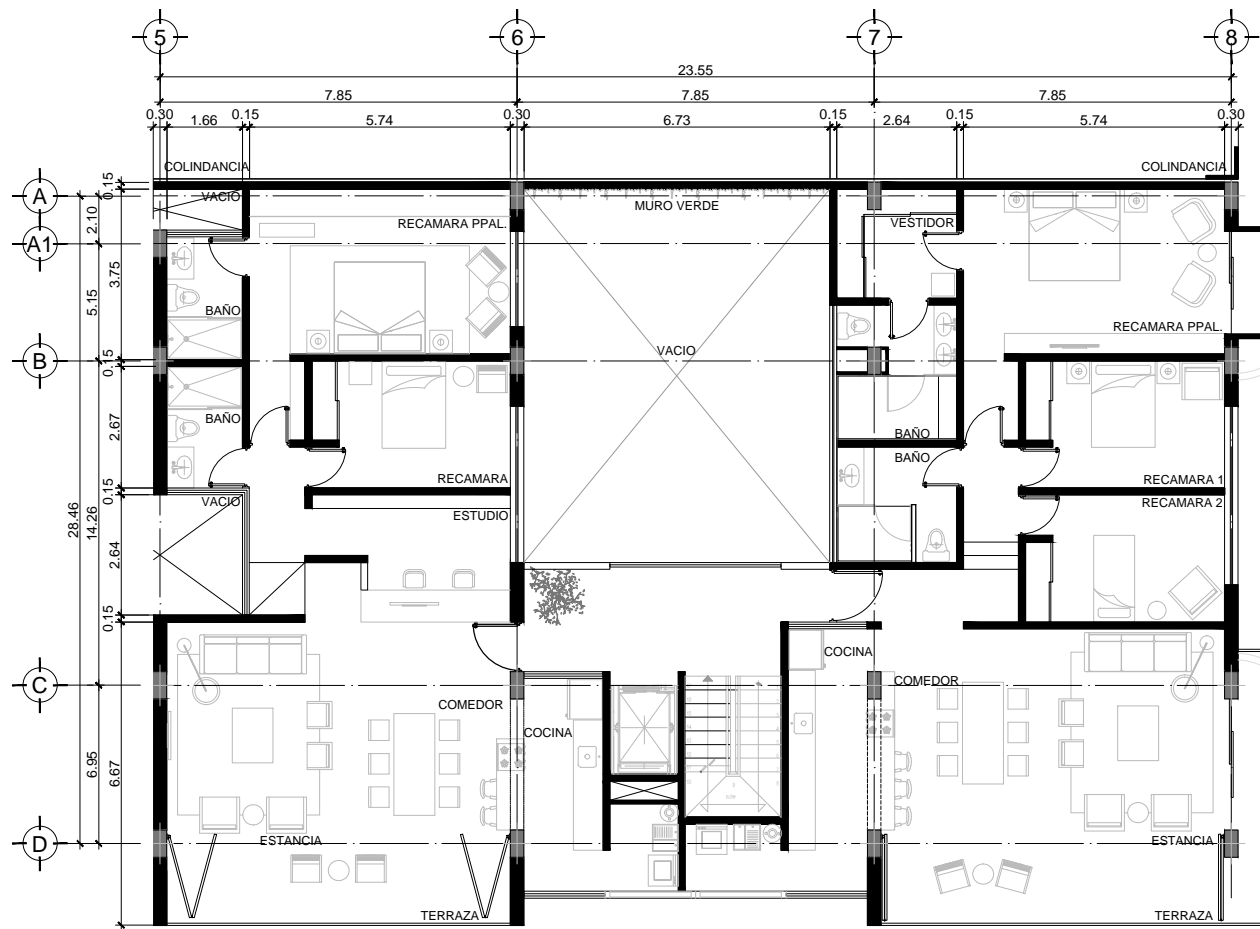 5 6 7 8
23.55
7.85 7.85 7.85
0.30 1.66 0.15 5.74 0.30 6.73 0.15 2.64 0.15 5.74 0.30
COLINDANCIA COLINDANCIA
A
A1
B
C
D
0.15
2.10
3.75
5.15
0.15
2.67
0.15
28.46
14.26
2.64
0.15
6.95
6.67
VACIO
MURO VERDE
RECAMARA PPAL.
VESTIDOR
BAÑO
RECAMARA PPAL.
VACIO
BAÑO
BAÑO
BAÑO
RECAMARA
RECAMARA 1
VACIO
RECAMARA 2
ESTUDIO
COCINA
COMEDOR
COMEDOR
COCINA
ESTANCIA
ESTANCIA
TERRAZA
TERRAZA